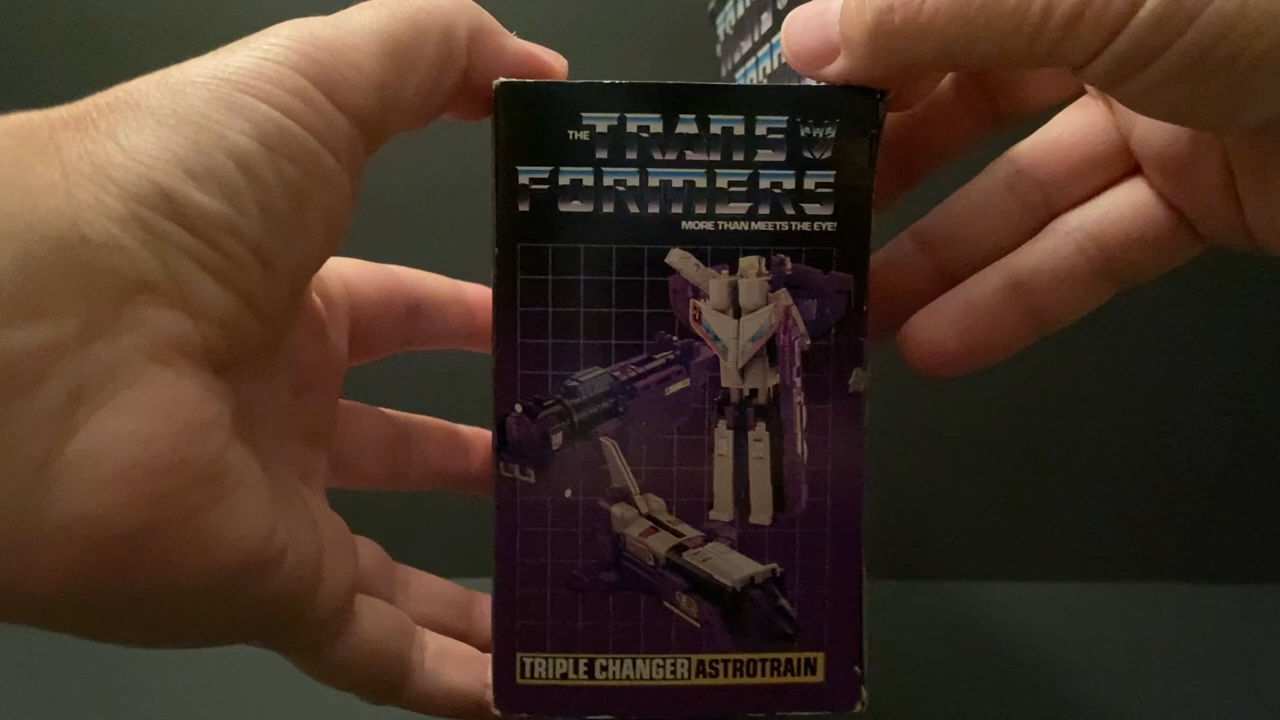 THE TRANS
FORMERS
MORE THAN MEETS THE EYE!
TRIPLE CHANGER ASTROTRAIN